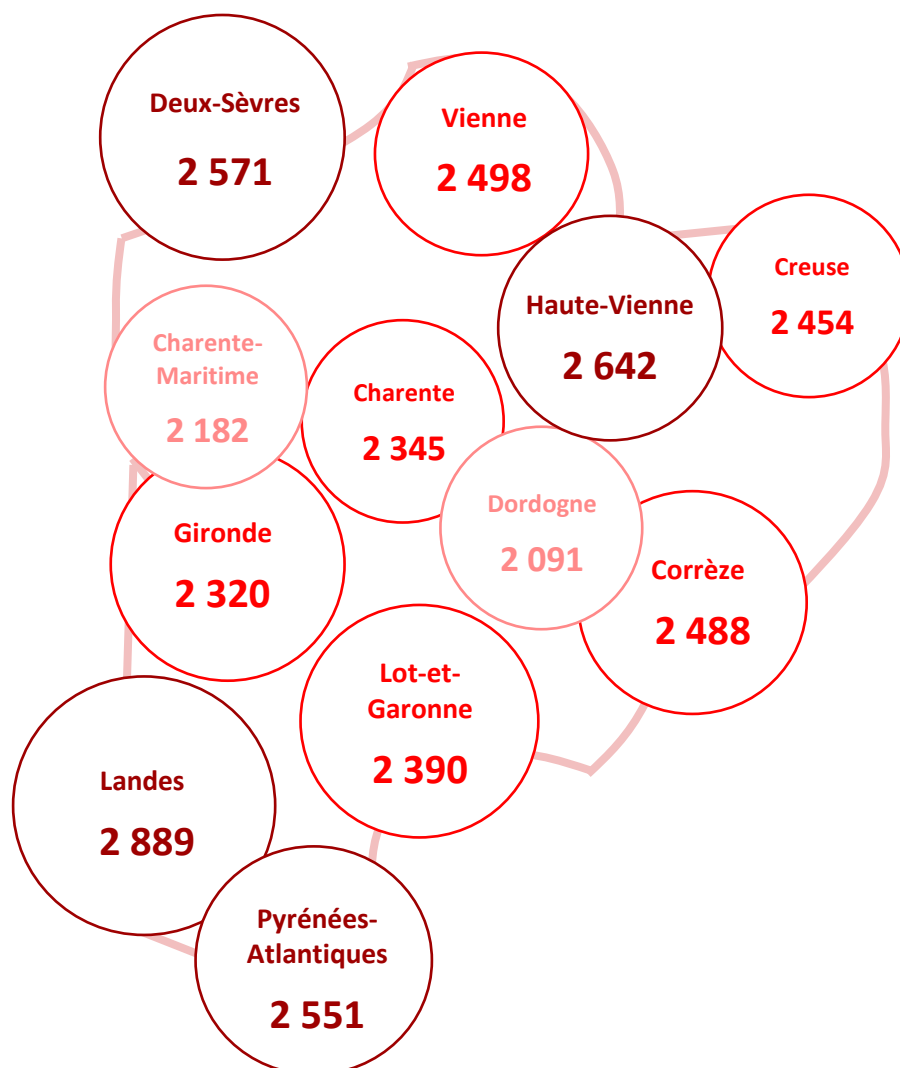 Deux-Sèvres
2 571
Vienne
2 498
Creuse
2 454
Haute-Vienne
2 642
Charente-
Maritime
2 182
Charente
2 345
Dordogne
2 091
Gironde
2 320
Corrèze
2 488
Lot-et-
Garonne
2 390
Landes
2 889
Pyrénées-
Atlantiques
2 551